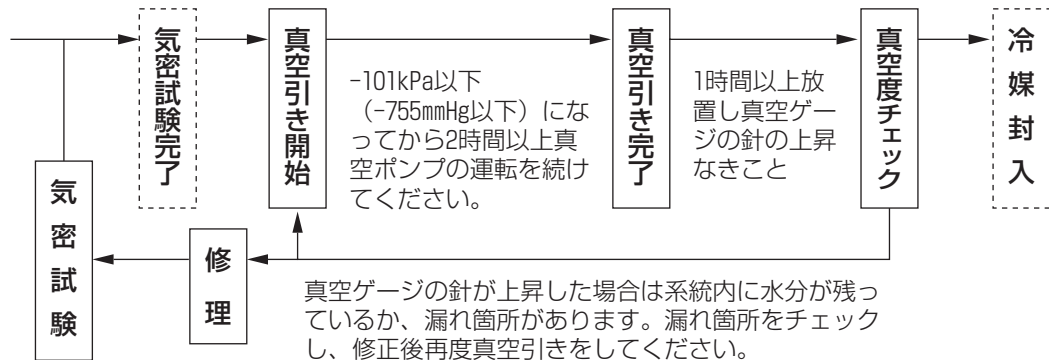 気密試験完了
真空引き開始
-101kPa以下
（-755mmHg以下）にな
ってから2時間以上真
空ポンプの運転を続け
てください。
真空引き完了
1時間以上放
置し真空ゲー
ジの針の上昇
なきこと
真空度チェック
冷媒封入
気密試験
修理
真空ゲージの針が上昇した場合は系統内に水分が残っ
ているか、漏れ箇所があります。漏れ箇所をチェック
し、修正後再度真空引きをしてください。